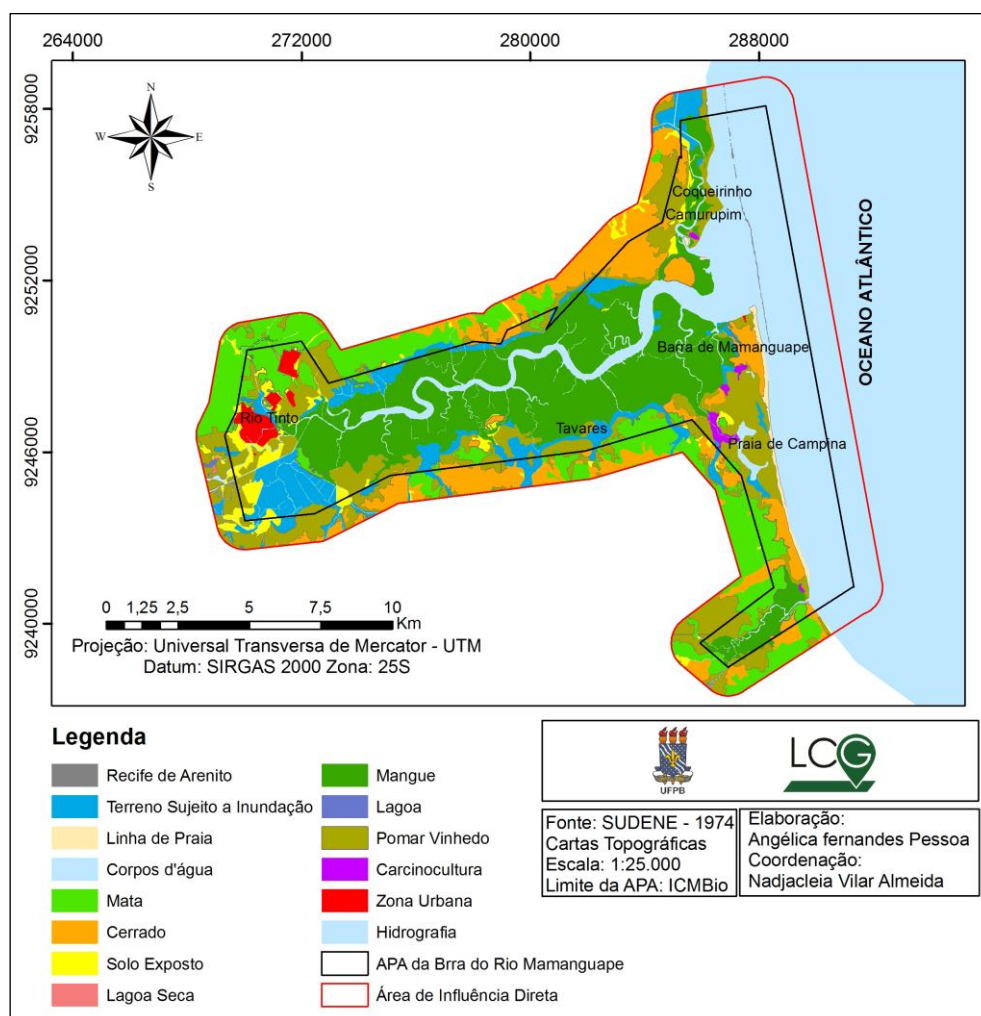 264000
272000
280000
288000
9258000
9252000
9246000
9240000
N
W
E
S
Coqueirinho
Camurupim
Barra de Mamanguape
Rio Tinto
Tavares
Praia de Campina
OCEANO ATLÂNTICO
0 1,25 2,5 5 7,5 10
Km
Projeção: Universal Transversa de Mercator - UTM
Datum: SIRGAS 2000 Zona: 25S
Legenda
Recife de Arenito
Terreno Sujeito a Inundação
Linha de Praia
Corpos d'água
Mata
Cerrado
Solo Exposto
Lagoa Seca
Mangue
Lagoa
Pomar Vinhedo
Carcinocultura
Zona Urbana
Hidrografia
APA da Brra do Rio Mamanguape
Área de Influência Direta
UFPB
LCG
Fonte: SUDENE - 1974
Cartas Topográficas
Escala: 1:25.000
Limite da APA: ICMBio
Elaboração:
Angélica fernandes Pessoa
Coordenação:
Nadjacleia Vilar Almeida